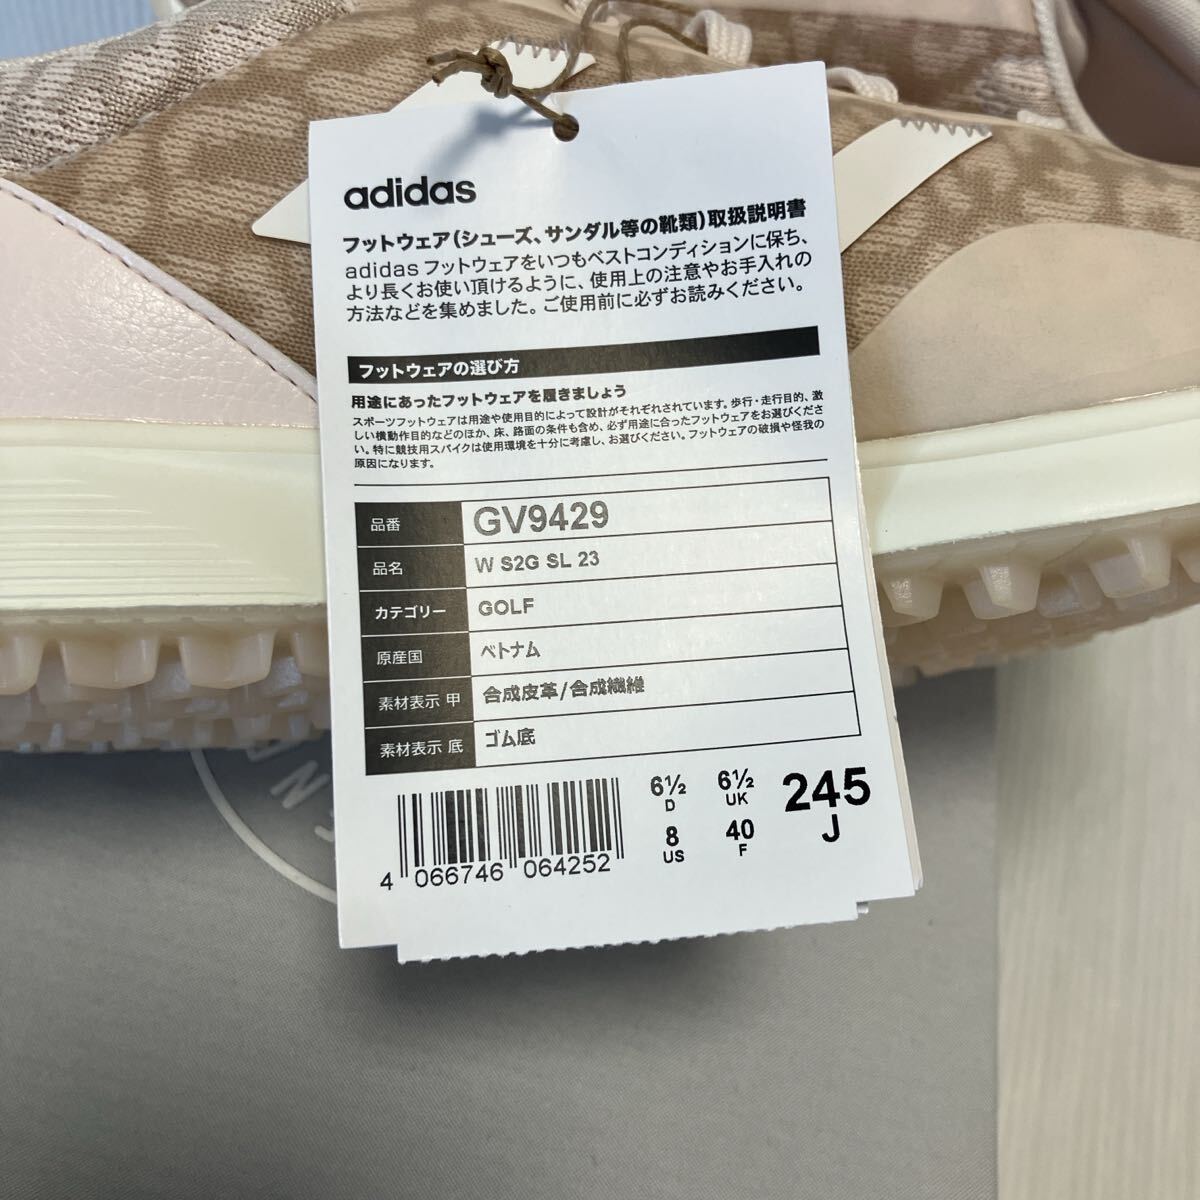 adidas
フットウェア(シューズ、サンダル等の靴類)取扱説明書
adidas フットウェアをいつもベストコンディションに保ち、
より長くお使い頂けるように、使用上の注意やお手入れの
方法などを集めました。ご使用前に必ずお読みください。
フットウェアの選び方
用途にあったフットウェアを履きましょう
スポーツフットウェアは用途や使用目的によって設計がそれぞれされています。歩行・走行目的、激
しい横動作目的などのほか、床、路面の条件も含め、必ず用途に合ったフットウェアをお選びくださ
い。特に競技用スパイクは使用環境を十分に考慮し、お選びください。フットウェアの破損や怪我の
原因になります。
品番 GV9429
品名 W S2G SL 23
カテゴリー GOLF
原産国 ベトナム
素材表示 甲 合成皮革/合成繊維
素材表示 底 ゴム底
6½ 6½ 245
D UK J
8 40
US F
4 066746 064252